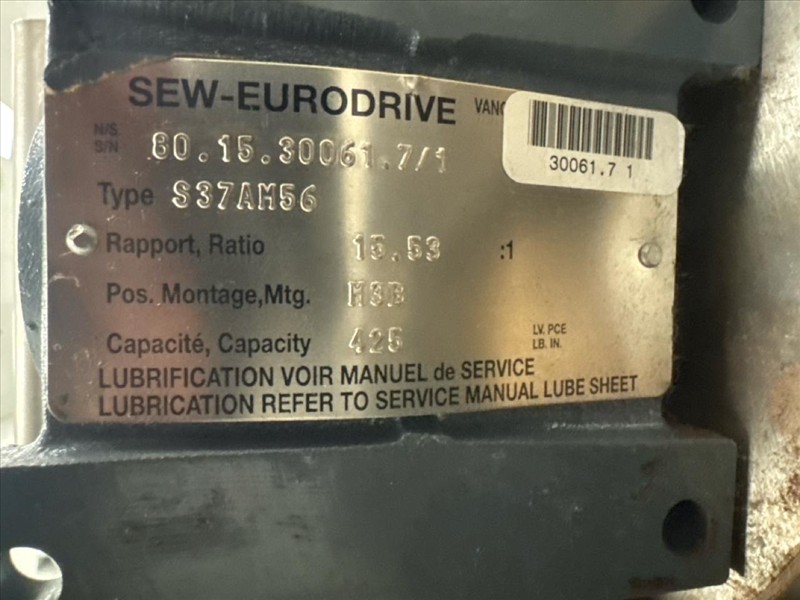 SEW-EURODRIVE
N/S.
S/N
80.15.30061.7/1
30061.7 1
Type S37AM56
Rapport, Ratio 15.53 :1
Pos. Montage,Mtg. M3B
Capacité, Capacity 425 LV. PCE
LB. IN.
LUBRIFICATION VOIR MANUEL de SERVICE
LUBRICATION REFER TO SERVICE MANUAL LUBE SHEET